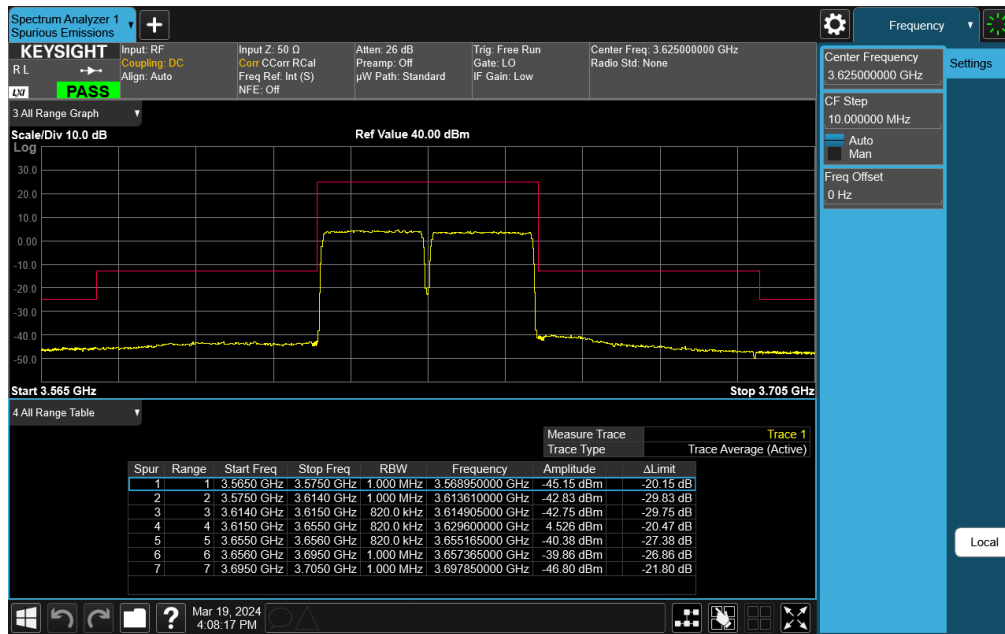 Spectrum Analyzer 1
Spurious Emissions
+
Frequency
KEYSIGHT
R L
LXI
PASS
Input: RF
Coupling: DC
Align: Auto
Input Z: 50 Ω
Corr CCorr RCal
Freq Ref: Int (S)
NFE: Off
Atten: 26 dB
Preamp: Off
µW Path: Standard
Trig: Free Run
Gate: LO
IF Gain: Low
Center Freq: 3.625000000 GHz
Radio Std: None
Center Frequency
3.625000000 GHz
Settings
CF Step
10.000000 MHz
Auto
Man
Freq Offset
0 Hz
3 All Range Graph
Scale/Div 10.0 dB
Ref Value 40.00 dBm
Log
30.0
20.0
10.0
0.00
-10.0
-20.0
-30.0
-40.0
-50.0
Start 3.565 GHz
Stop 3.705 GHz
4 All Range Table
Measure Trace Trace 1
Trace Type Trace Average (Active)
Spur Range Start Freq Stop Freq RBW Frequency Amplitude ΔLimit
1 1 3.5650 GHz 3.5750 GHz 1.000 MHz 3.568950000 GHz -45.15 dBm -20.15 dB
2 2 3.5750 GHz 3.6140 GHz 1.000 MHz 3.613610000 GHz -42.83 dBm -29.83 dB
3 3 3.6140 GHz 3.6150 GHz 820.0 kHz 3.614905000 GHz -42.75 dBm -29.75 dB
4 4 3.6150 GHz 3.6550 GHz 820.0 kHz 3.629600000 GHz 4.526 dBm -20.47 dB
5 5 3.6550 GHz 3.6560 GHz 820.0 kHz 3.655165000 GHz -40.38 dBm -27.38 dB
6 6 3.6560 GHz 3.6950 GHz 1.000 MHz 3.657365000 GHz -39.86 dBm -26.86 dB
7 7 3.6950 GHz 3.7050 GHz 1.000 MHz 3.697850000 GHz -46.80 dBm -21.80 dB
Local
?
Mar 19, 2024
4:08:17 PM